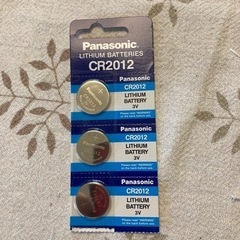 Panasonic
LITHIUM BATTERIES
CR2012
Panasonic
CR2012
LITHIUM
BATTERY
3V
Panasonic
CR2012
LITHIUM
BATTERY
3V
Panasonic
CR2012
LITHIUM
BATTERY
3V